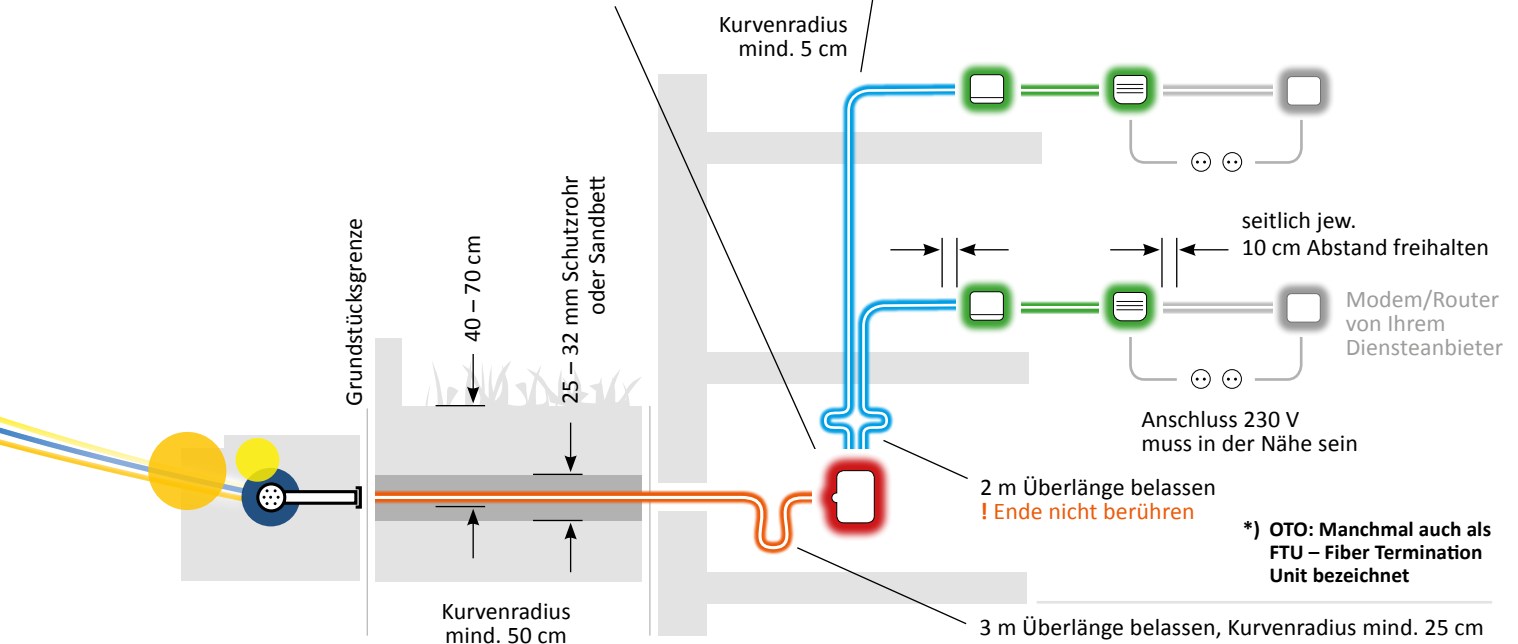 Kurvenradius
mind. 5 cm
seitlich jew.
10 cm Abstand freihalten
Grundstücksgrenze
40 – 70 cm
25 – 32 mm Schutzrohr
oder Sandbett
Modem/Router
von Ihrem
Diensteanbieter
Anschluss 230 V
muss in der Nähe sein
2 m Überlänge belassen
! Ende nicht berühren
*) OTO: Manchmal auch als
FTU – Fiber Termination
Unit bezeichnet
Kurvenradius
mind. 50 cm
3 m Überlänge belassen, Kurvenradius mind. 25 cm